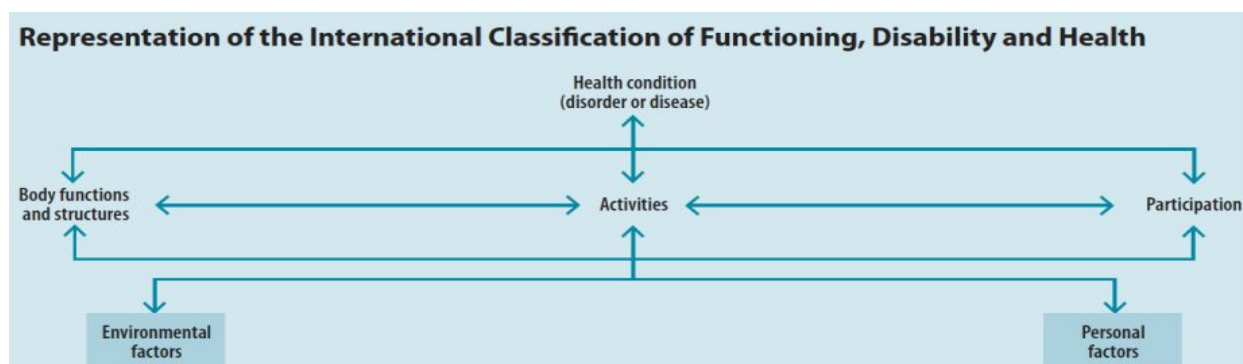 Representation of the International Classification of Functioning, Disability and Health
Health condition
(disorder or disease)
Body functions
and structures
Activities
Participation
Environmental
factors
Personal
factors